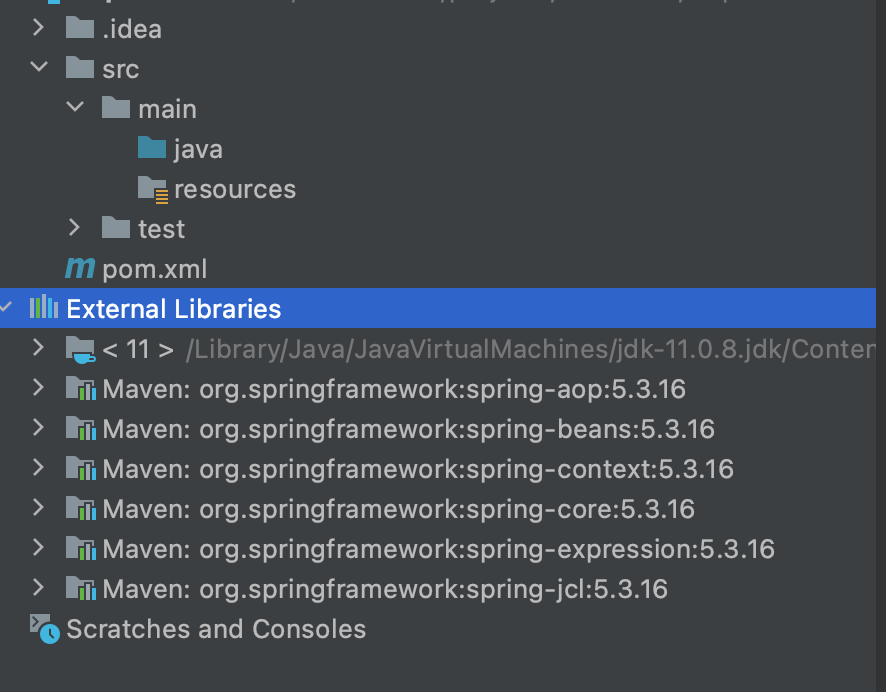 .idea
src
main
java
resources
test
pom.xml
External Libraries
< 11 > /Library/Java/JavaVirtualMachines/jdk-11.0.8.jdk/Conten
Maven: org.springframework:spring-aop:5.3.16
Maven: org.springframework:spring-beans:5.3.16
Maven: org.springframework:spring-context:5.3.16
Maven: org.springframework:spring-core:5.3.16
Maven: org.springframework:spring-expression:5.3.16
Maven: org.springframework:spring-jcl:5.3.16
Scratches and Consoles